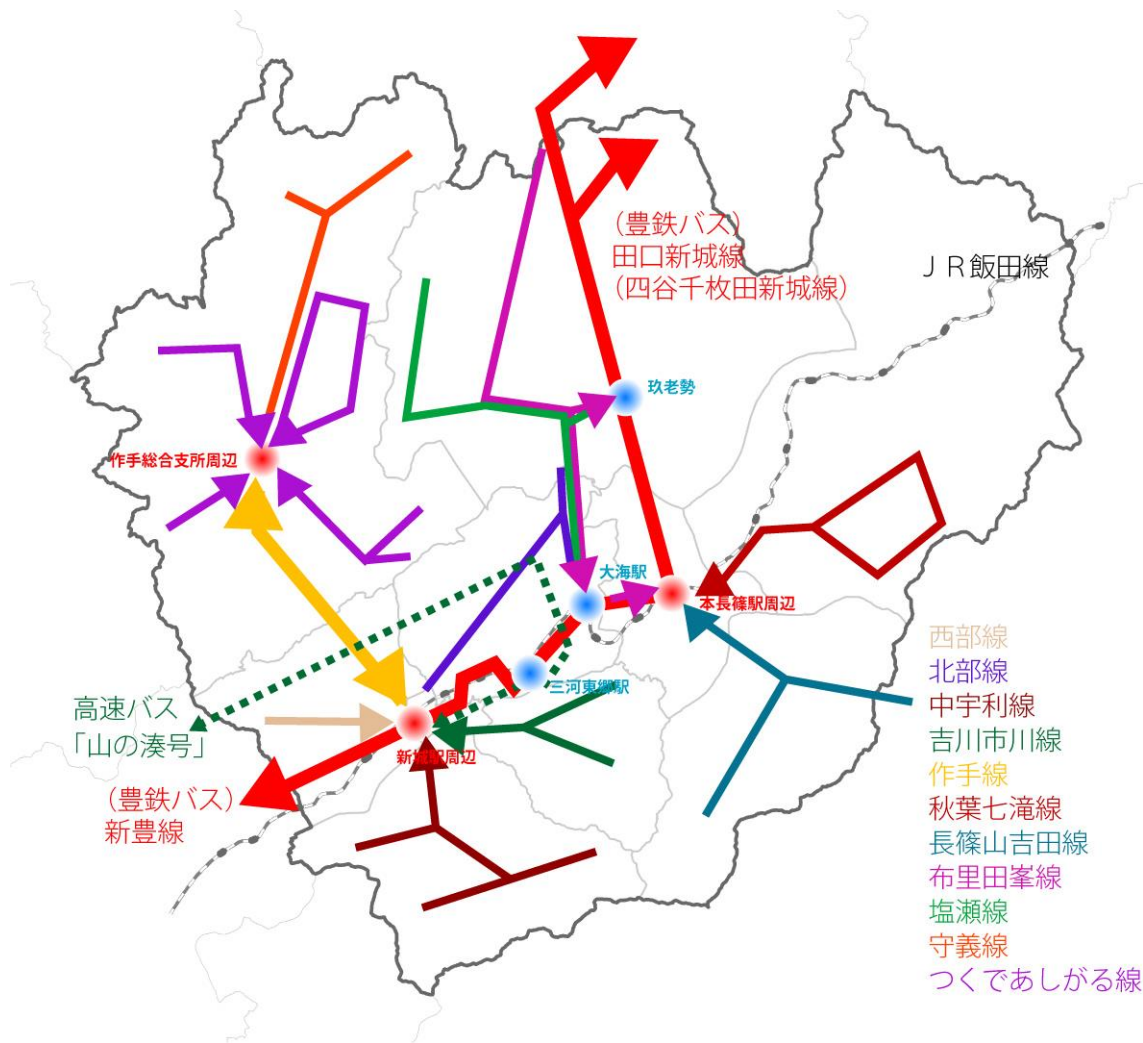 （豊鉄バス）
田口新城線
（四谷千枚田新城線）
ＪＲ飯田線
玖老勢
作手総合支所周辺
大海駅
本長篠駅周辺
三河東郷駅
高速バス
「山の湊号」
新城駅周辺
（豊鉄バス）
新豊線
西部線
北部線
中宇利線
吉川市川線
作手線
秋葉七滝線
長篠山吉田線
布里田峯線
塩瀬線
守義線
つくであしがる線